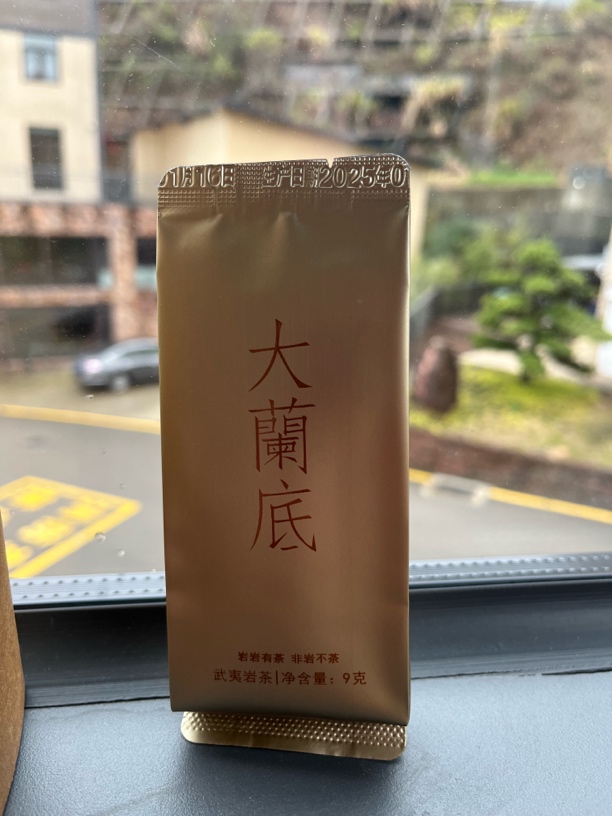 01月16日 生产日期2025年0
大蘭底
岩岩有茶 非岩不茶
武夷岩茶|净含量：9克